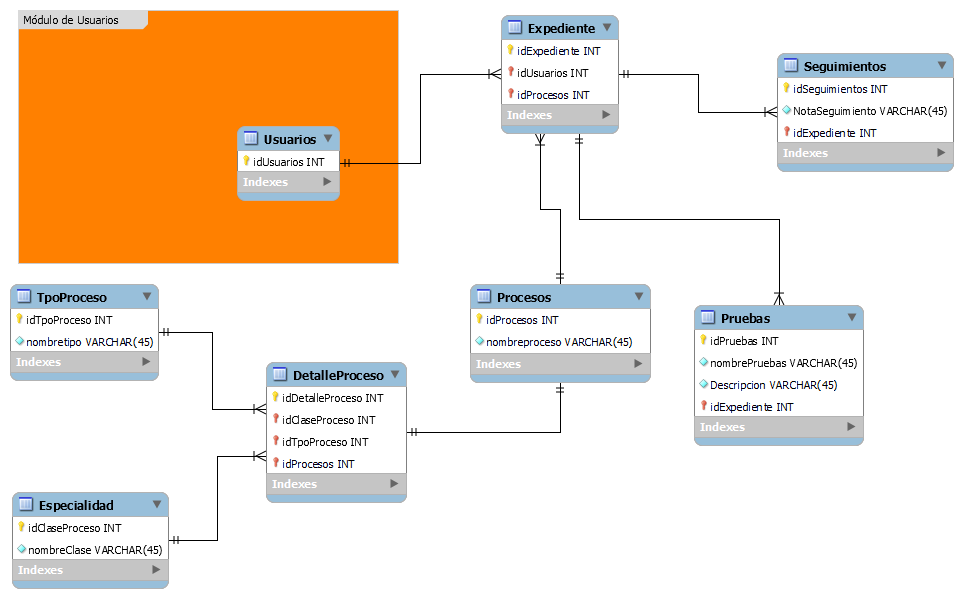 Módulo de Usuarios
Usuarios
idUsuarios INT
Indexes
Expediente
idExpediente INT
idUsuarios INT
idProcesos INT
Indexes
Seguimientos
idSeguimientos INT
NotaSeguimiento VARCHAR(45)
idExpediente INT
Indexes
TpoProceso
idTpoProceso INT
nombretipo VARCHAR(45)
Indexes
DetalleProceso
idDetalleProceso INT
idClaseProceso INT
idTpoProceso INT
idProcesos INT
Indexes
Procesos
idProcesos INT
nombreproceso VARCHAR(45)
Indexes
Pruebas
idPruebas INT
nombrePruebas VARCHAR(45)
Descripcion VARCHAR(45)
idExpediente INT
Indexes
Especialidad
idClaseProceso INT
nombreClase VARCHAR(45)
Indexes